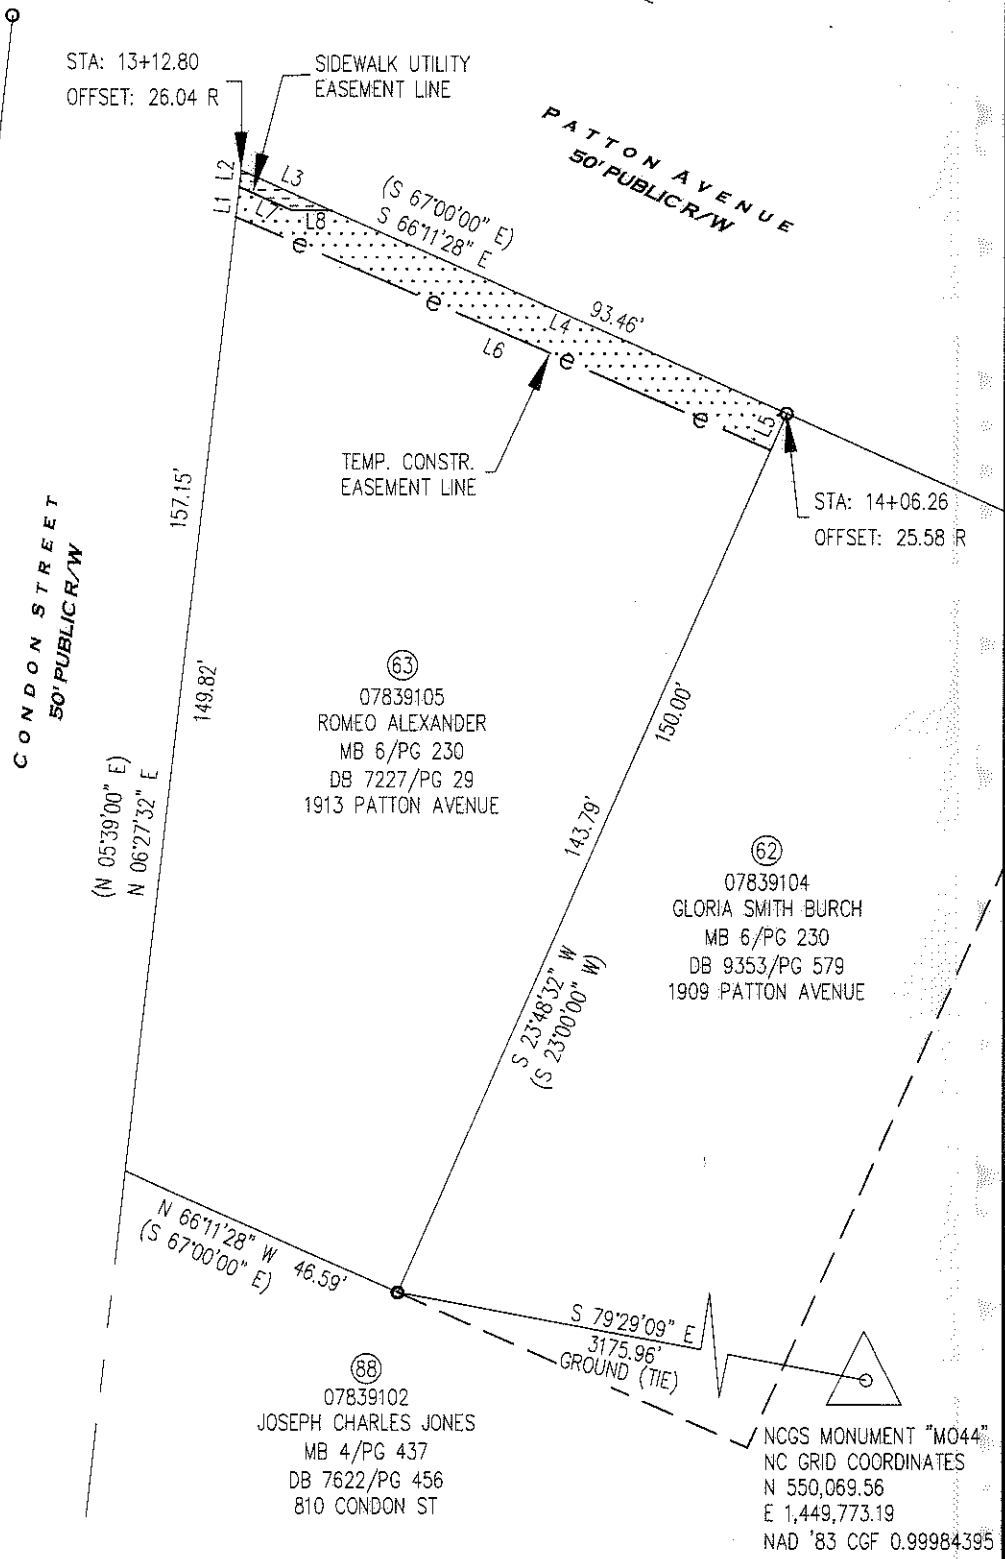 STA: 13+12.80
OFFSET: 26.04 R
SIDEWALK UTILITY
EASEMENT LINE
PATTON AVENUE
50' PUBLIC R/W
L2
L3
L1
L7
L8
(S 67°00'00" E)
S 66°11'28" E
93.46'
L4
L6
L5
e
e
e
e
TEMP. CONSTR.
EASEMENT LINE
STA: 14+06.26
OFFSET: 25.58 R
CONDON STREET
50' PUBLIC R/W
157.15'
149.82'
(N 05°39'00" E)
N 06°27'32" E
63
07839105
ROMEO ALEXANDER
MB 6/PG 230
DB 7227/PG 29
1913 PATTON AVENUE
150.00'
143.79'
S 23°48'32" W
(S 23°00'00" W)
62
07839104
GLORIA SMITH BURCH
MB 6/PG 230
DB 9353/PG 579
1909 PATTON AVENUE
N 66°11'28" W 46.59'
(S 67°00'00" E)
S 79°29'09" E
3175.96'
GROUND (TIE)
88
07839102
JOSEPH CHARLES JONES
MB 4/PG 437
DB 7622/PG 456
810 CONDON ST
NCGS MONUMENT "MO44"
NC GRID COORDINATES
N 550,069.56
E 1,449,773.19
NAD '83 CGF 0.99984395